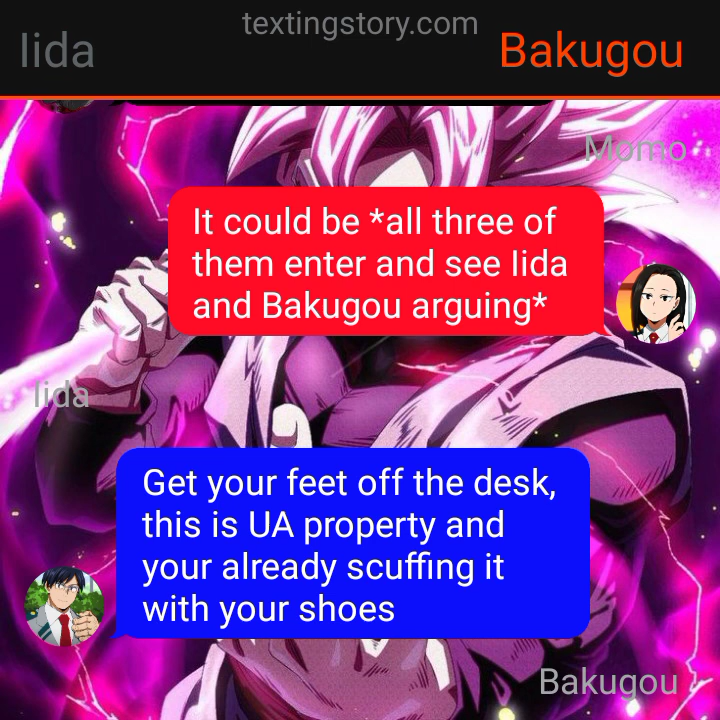 textingstory.com
Iida
Bakugou
Momo
It could be *all three of
them enter and see Iida
and Bakugou arguing*
Iida
Get your feet off the desk,
this is UA property and
your already scuffing it
with your shoes
Bakugou